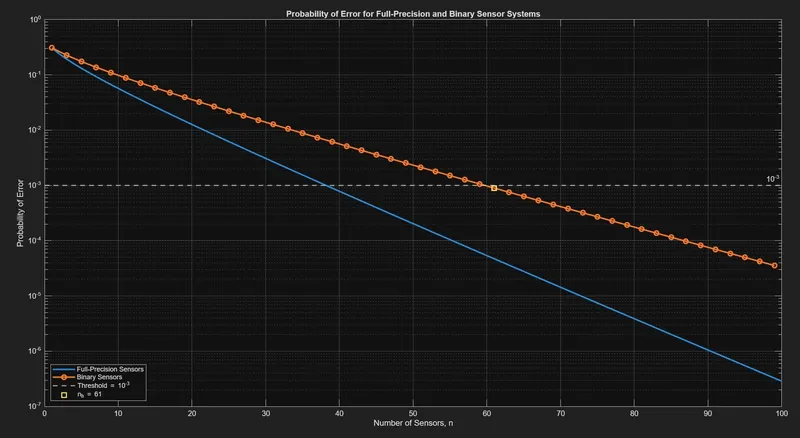 Probability of Error for Full-Precision and Binary Sensor Systems
10^0
10^-1
10^-2
10^-3
10^-4
10^-5
10^-6
10^-7
Probability of Error
10^-3
Full-Precision Sensors
Binary Sensors
Threshold = 10^-3
n_b = 61
0 10 20 30 40 50 60 70 80 90 100
Number of Sensors, n